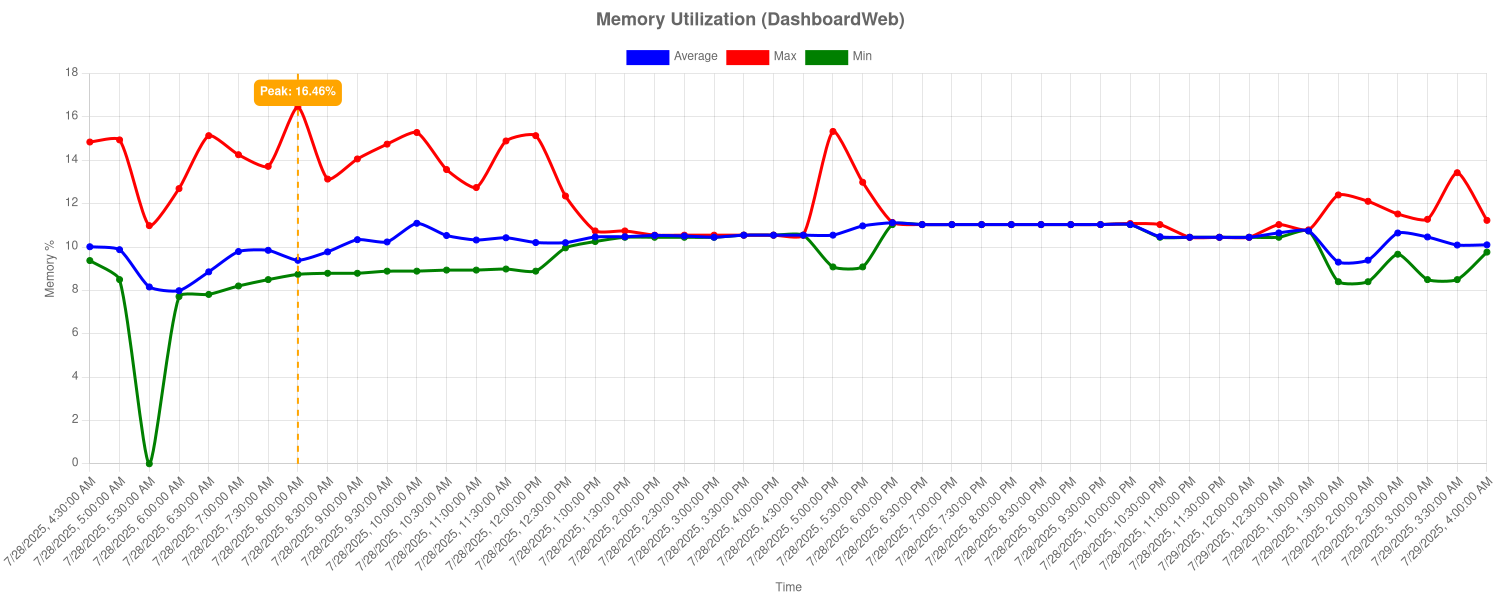 Memory Utilization (DashboardWeb)
Average Max Min
Peak: 16.46%
18
16
14
12
10
8
6
4
2
0
Memory %
7/28/2025, 4:30:00 AM
7/28/2025, 5:00:00 AM
7/28/2025, 5:30:00 AM
7/28/2025, 6:00:00 AM
7/28/2025, 6:30:00 AM
7/28/2025, 7:00:00 AM
7/28/2025, 7:30:00 AM
7/28/2025, 8:00:00 AM
7/28/2025, 8:30:00 AM
7/28/2025, 9:00:00 AM
7/28/2025, 9:30:00 AM
7/28/2025, 10:00:00 AM
7/28/2025, 10:30:00 AM
7/28/2025, 11:00:00 AM
7/28/2025, 11:30:00 AM
7/28/2025, 12:00:00 PM
7/28/2025, 12:30:00 PM
7/28/2025, 1:00:00 PM
7/28/2025, 1:30:00 PM
7/28/2025, 2:00:00 PM
7/28/2025, 2:30:00 PM
7/28/2025, 3:00:00 PM
7/28/2025, 3:30:00 PM
7/28/2025, 4:00:00 PM
7/28/2025, 4:30:00 PM
7/28/2025, 5:00:00 PM
7/28/2025, 5:30:00 PM
7/28/2025, 6:00:00 PM
7/28/2025, 6:30:00 PM
7/28/2025, 7:00:00 PM
7/28/2025, 7:30:00 PM
7/28/2025, 8:00:00 PM
7/28/2025, 8:30:00 PM
7/28/2025, 9:00:00 PM
7/28/2025, 9:30:00 PM
7/28/2025, 10:00:00 PM
7/28/2025, 10:30:00 PM
7/28/2025, 11:00:00 PM
7/28/2025, 11:30:00 PM
7/29/2025, 12:00:00 AM
7/29/2025, 12:30:00 AM
7/29/2025, 1:00:00 AM
7/29/2025, 1:30:00 AM
7/29/2025, 2:00:00 AM
7/29/2025, 2:30:00 AM
7/29/2025, 3:00:00 AM
7/29/2025, 3:30:00 AM
7/29/2025, 4:00:00 AM
Time